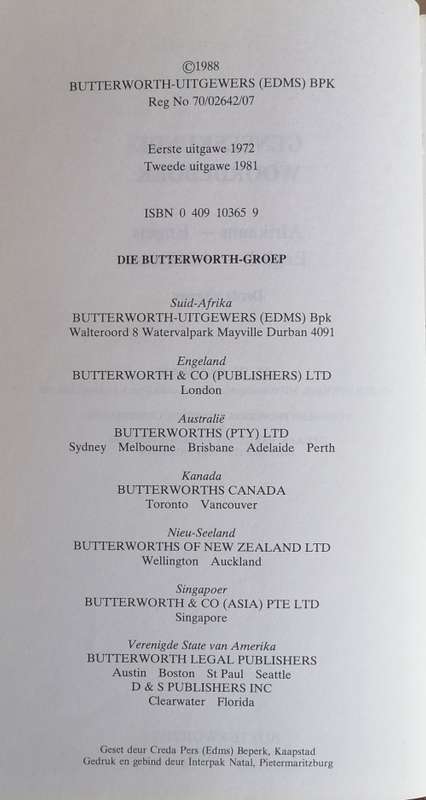 ©1988
BUTTERWORTH-UITGEWERS (EDMS) BPK
Reg No 70/02642/07
Eerste uitgawe 1972
Tweede uitgawe 1981
ISBN 0 409 10365 9
DIE BUTTERWORTH-GROEP
Suid-Afrika
BUTTERWORTH-UITGEWERS (EDMS) Bpk
Walteroord 8 Watervalpark Mayville Durban 4091
Engeland
BUTTERWORTH & CO (PUBLISHERS) LTD
London
Australië
BUTTERWORTHS (PTY) LTD
Sydney Melbourne Brisbane Adelaide Perth
Kanada
BUTTERWORTHS CANADA
Toronto Vancouver
Nieu-Seeland
BUTTERWORTHS OF NEW ZEALAND LTD
Wellington Auckland
Singapoer
BUTTERWORTH & CO (ASIA) PTE LTD
Singapore
Verenigde State van Amerika
BUTTERWORTH LEGAL PUBLISHERS
Austin Boston St Paul Seattle
D & S PUBLISHERS INC
Clearwater Florida
Geset deur Creda Pers (Edms) Beperk, Kaapstad
Gedruk en gebind deur Interpak Natal, Pietermaritzburg